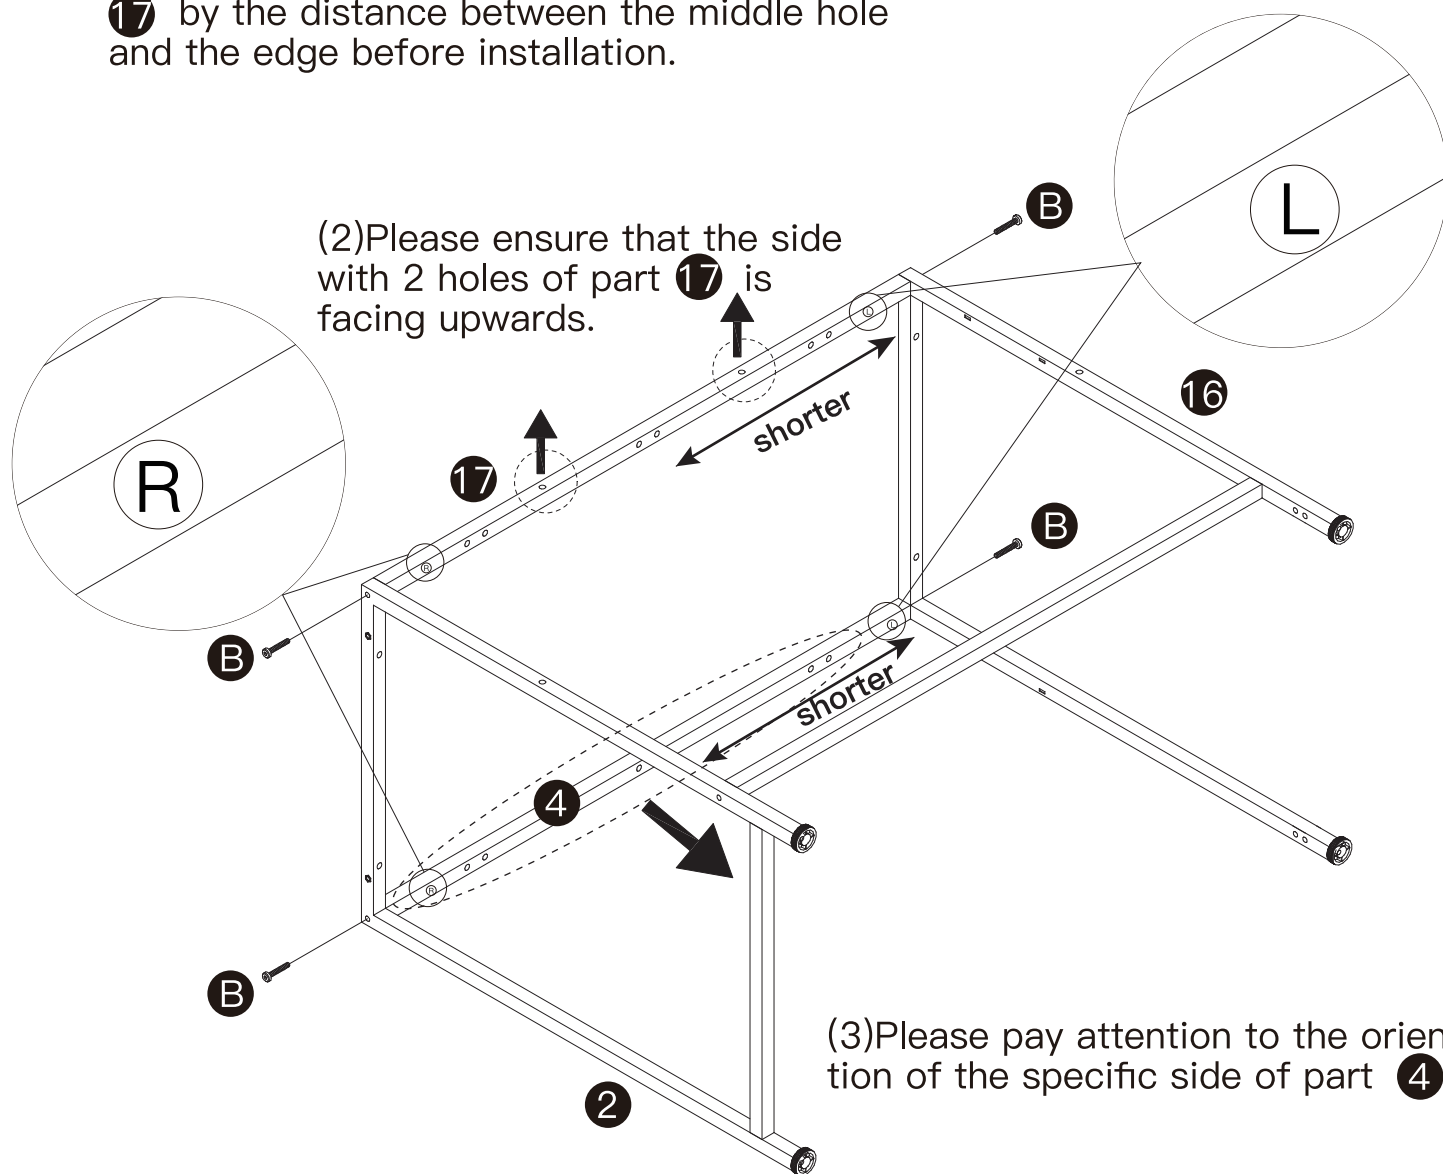 17 by the distance between the middle hole
and the edge before installation.
(2)Please ensure that the side
with 2 holes of part 17 is
facing upwards.
B
L
L
16
shorter
R
17
R
B
B
L
shorter
4
R
B
2
(3)Please pay attention to the orien
tion of the specific side of part 4